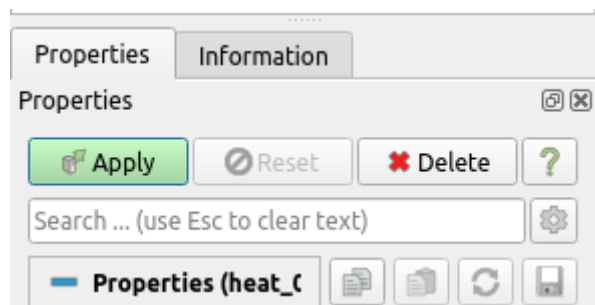 Properties Information
Properties
Apply Reset Delete ?
Search ... (use Esc to clear text)
Properties (heat_